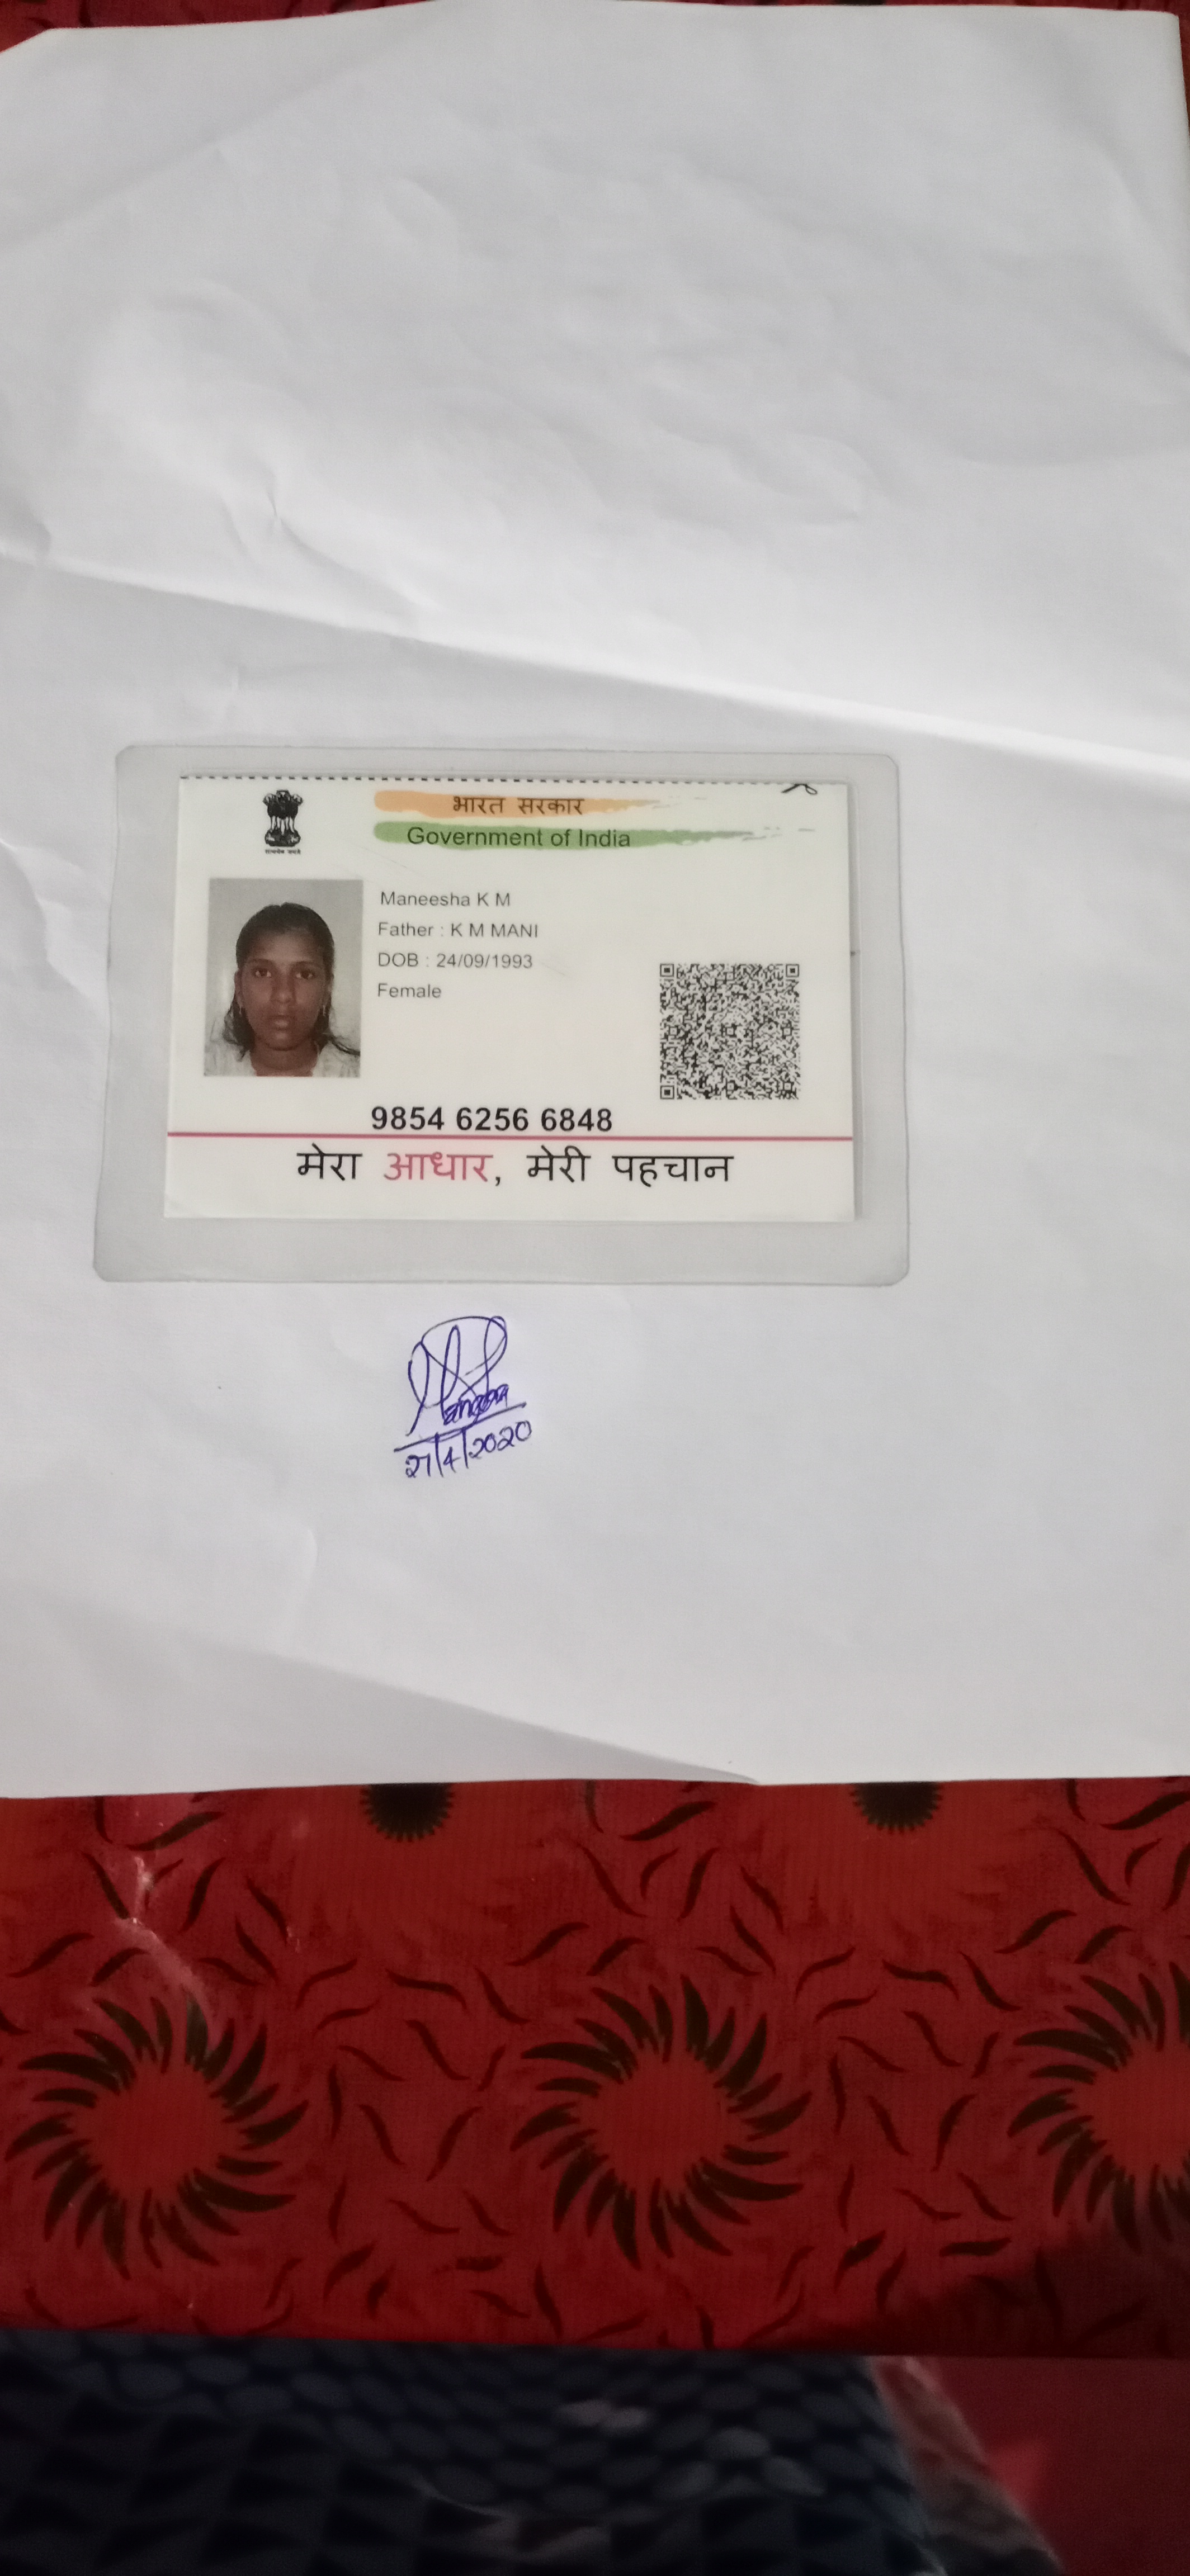 भारत सरकार
Government of India
Maneesha K M
Father : K M MANI
DOB : 24/09/1993
Female
9854 6256 6848
मेरा आधार, मेरी पहचान
27/4/2020